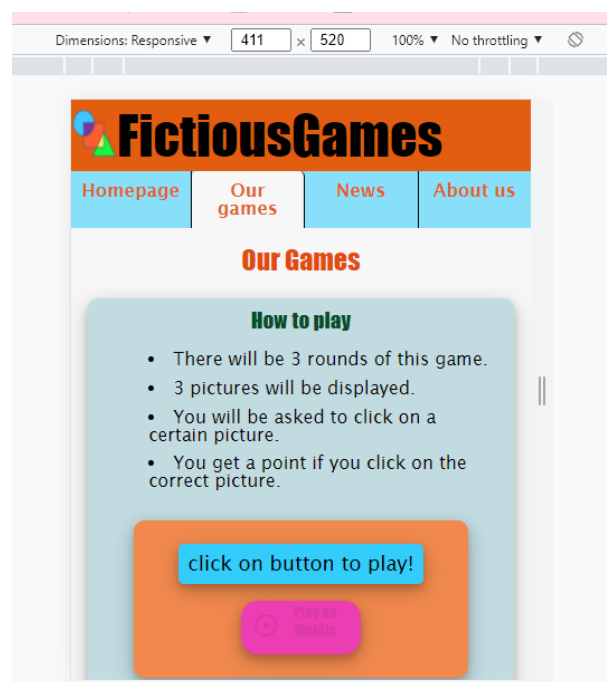 Dimensions: Responsive ▼ 411 × 520 100% ▼ No throttling ▼
FictiousGames
Homepage Our games News About us
Our Games
How to play
• There will be 3 rounds of this game.
• 3 pictures will be displayed.
• You will be asked to click on a
certain picture.
• You get a point if you click on the
correct picture.
click on button to play!
Play on
Mobile